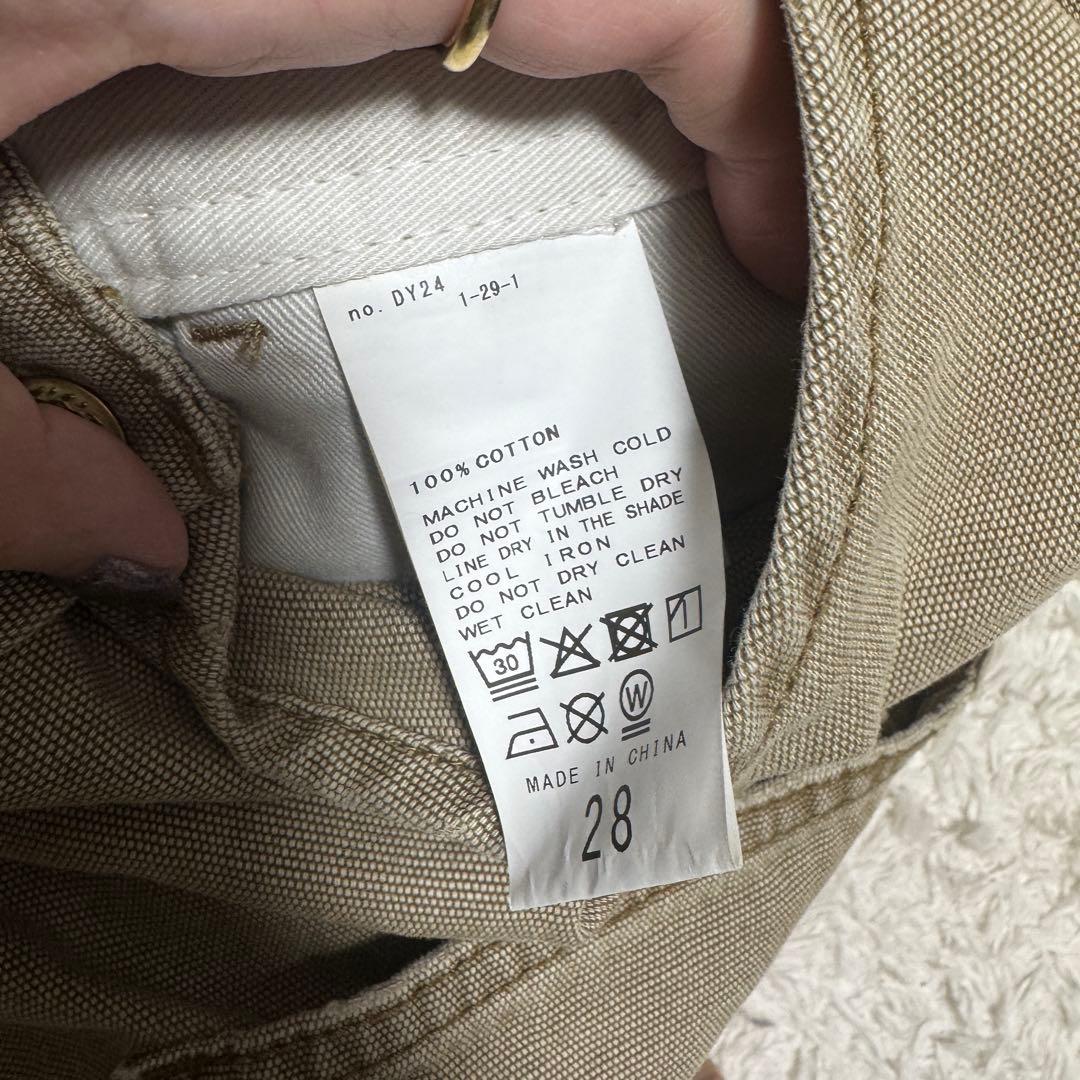 no. DY24 1-29-1
100% COTTON
MACHINE WASH COLD
DO NOT BLEACH
DO NOT TUMBLE DRY
LINE DRY IN THE SHADE
COOL IRON
DO NOT DRY CLEAN
WET CLEAN
30
W
MADE IN CHINA
28